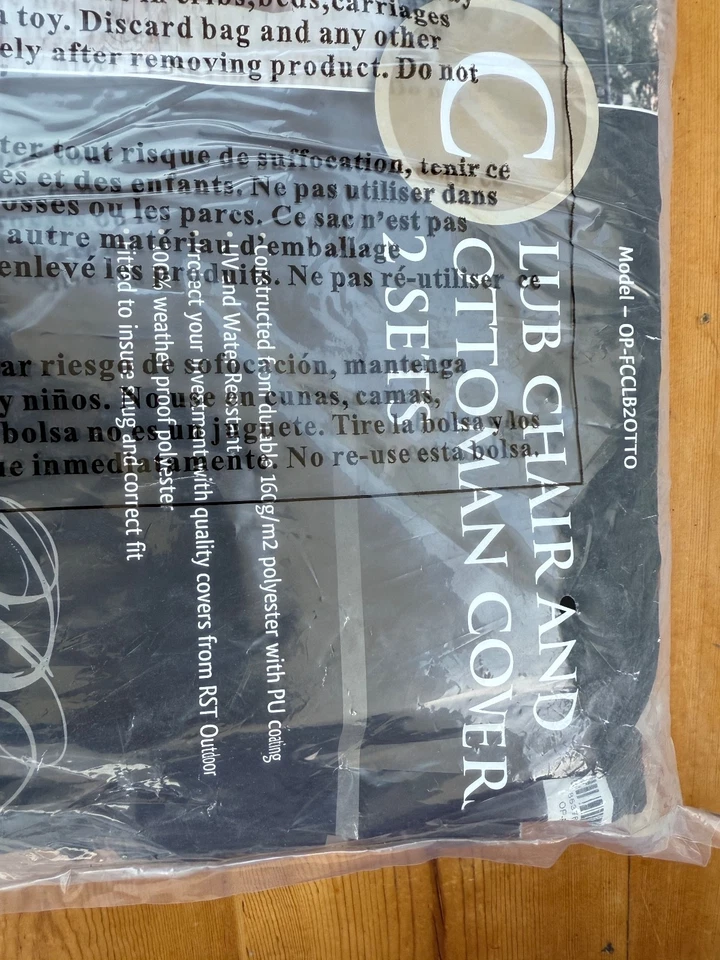 a toy. Discard bag and any other
ely after removing product. Do not
ter tout risque de suffocation, tenir ce
es et des enfants. Ne pas utiliser dans
osses ou les parcs. Ce sac n'est pas
autre matériau d'emballage
enlevé les produits. Ne pas ré-utiliser ce
ar riesgo de sofocación, mantenga
y niños. No use en cunas, camas,
bolsa no es un juguete. Tire la bolsa y los
ue inmediatamente. No re-use esta bolsa.
Model – OP-FCCLB2OTTO
CLUB CHAIR AND
OTTOMAN COVER
2 SETS
Constructed from durable 160g/m2 polyester with PU coating
UV and Water Resistant
Protect your investment with quality covers from RST Outdoor
100% weather proof polyester
Fitted to insure snug and correct fit